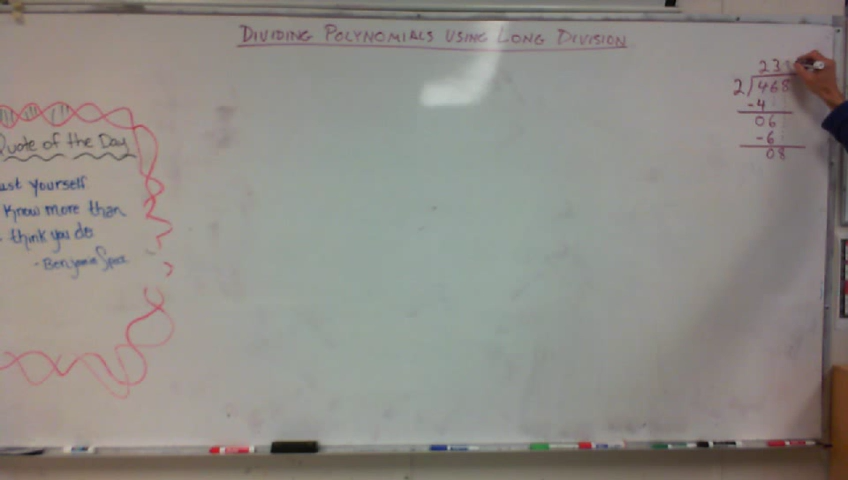 DIVIDING POLYNOMIALS USING LONG DIVISION
Quote of the Day
ust yourself.
Know more than
think you do
-Benjamin Spock
23
2)468
-4
06
-6
08